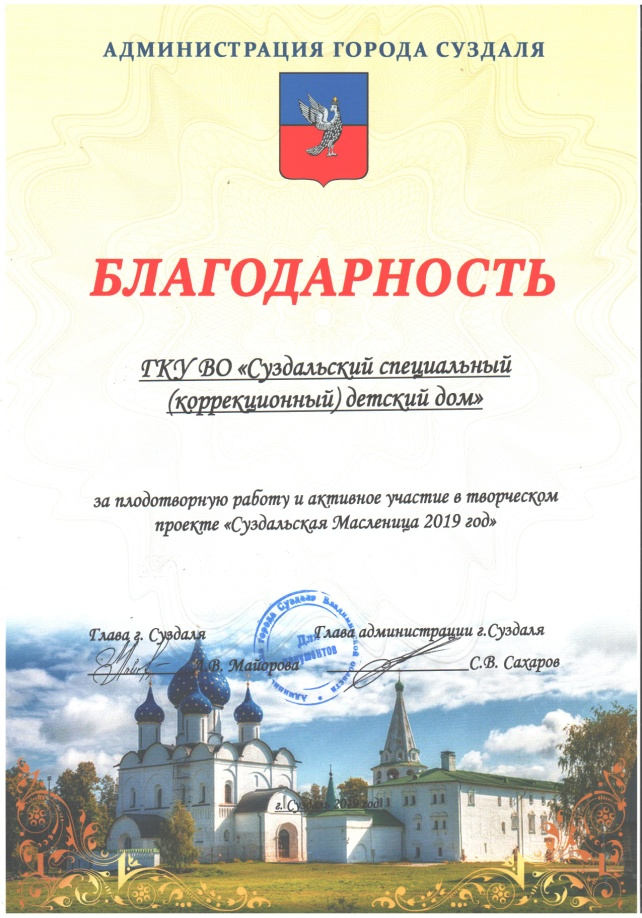 АДМИНИСТРАЦИЯ ГОРОДА СУЗДАЛЯ
БЛАГОДАРНОСТЬ
ГКУ ВО «Суздальский специальный
(коррекционный) детский дом»
за плодотворную работу и активное участие в творческом
проекте «Суздальская Масленица 2019 год»
Глава г. Суздаля
Глава администрации г.Суздаля
Для
документов
города Суздаля Владимирской области
А.В. Майорова
С.В. Сахаров
г. Суздаль 2019 год